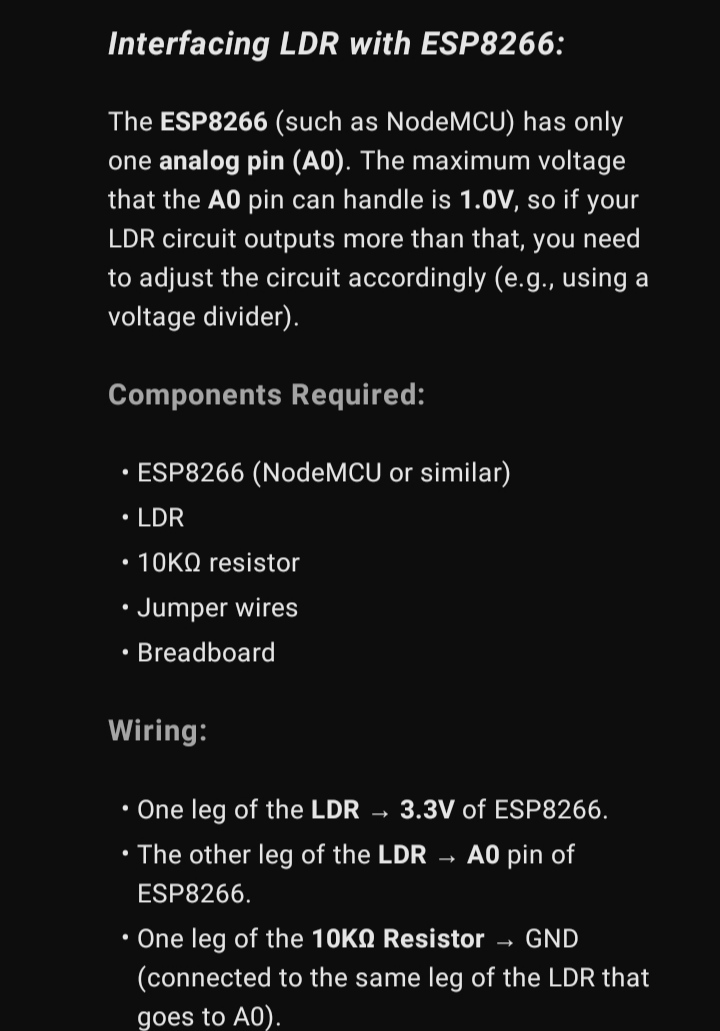 Interfacing LDR with ESP8266:
The ESP8266 (such as NodeMCU) has only
one analog pin (A0). The maximum voltage
that the A0 pin can handle is 1.0V, so if your
LDR circuit outputs more than that, you need
to adjust the circuit accordingly (e.g., using a
voltage divider).
Components Required:
• ESP8266 (NodeMCU or similar)
• LDR
• 10KΩ resistor
• Jumper wires
• Breadboard
Wiring:
• One leg of the LDR → 3.3V of ESP8266.
• The other leg of the LDR → A0 pin of
ESP8266.
• One leg of the 10KΩ Resistor → GND
(connected to the same leg of the LDR that
goes to A0).